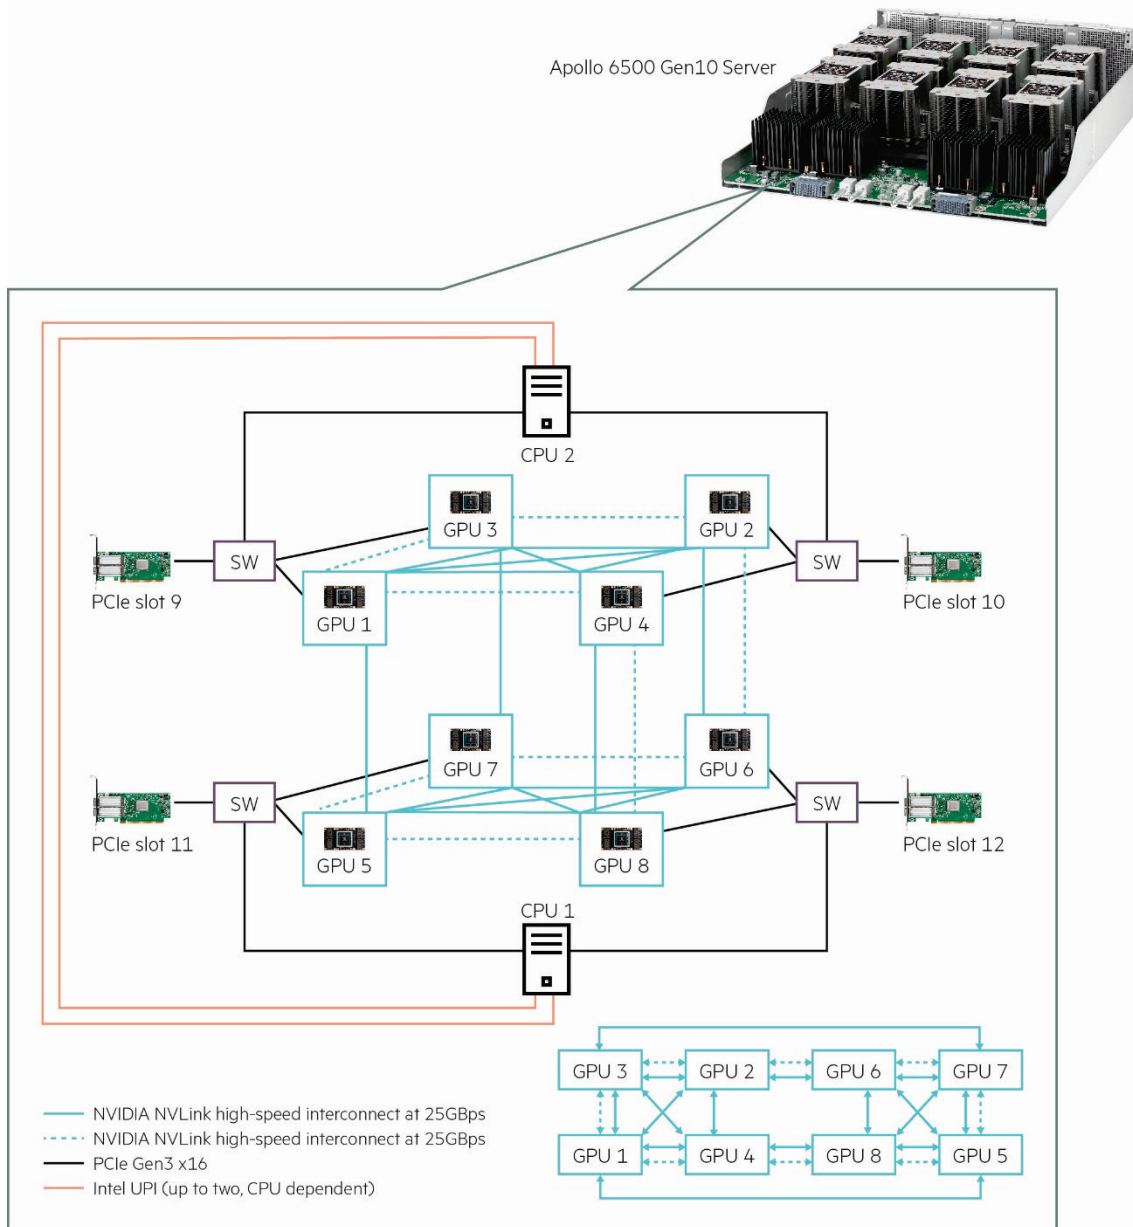 Apollo 6500 Gen10 Server
CPU 2
GPU 3
GPU 2
SW
SW
PCIe slot 9
GPU 1
GPU 4
PCIe slot 10
GPU 7
GPU 6
SW
SW
PCIe slot 11
GPU 5
GPU 8
PCIe slot 12
CPU 1
GPU 3
GPU 2
GPU 6
GPU 7
GPU 1
GPU 4
GPU 8
GPU 5
NVIDIA NVLink high-speed interconnect at 25GBps
NVIDIA NVLink high-speed interconnect at 25GBps
PCIe Gen3 x16
Intel UPI (up to two, CPU dependent)